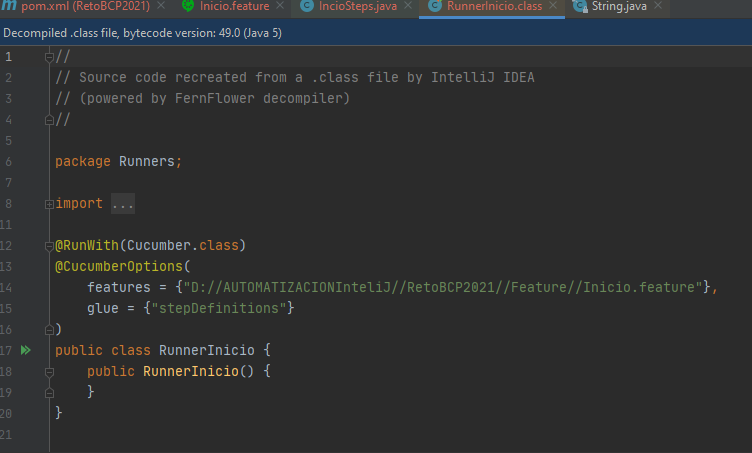 pom.xml (RetoBCP2021) Inicio.feature IncioSteps.java RunnerInicio.class String.java
Decompiled .class file, bytecode version: 49.0 (Java 5)
1 //
2 // Source code recreated from a .class file by IntelliJ IDEA
3 // (powered by FernFlower decompiler)
4 //
5
6 package Runners;
7
8 import ...
11
12 @RunWith(Cucumber.class)
13 @CucumberOptions(
14 features = {"D://AUTOMATIZACIONInteliJ//RetoBCP2021//Feature//Inicio.feature"},
15 glue = {"stepDefinitions"}
16 )
17 public class RunnerInicio {
18 public RunnerInicio() {
19 }
20 }
21